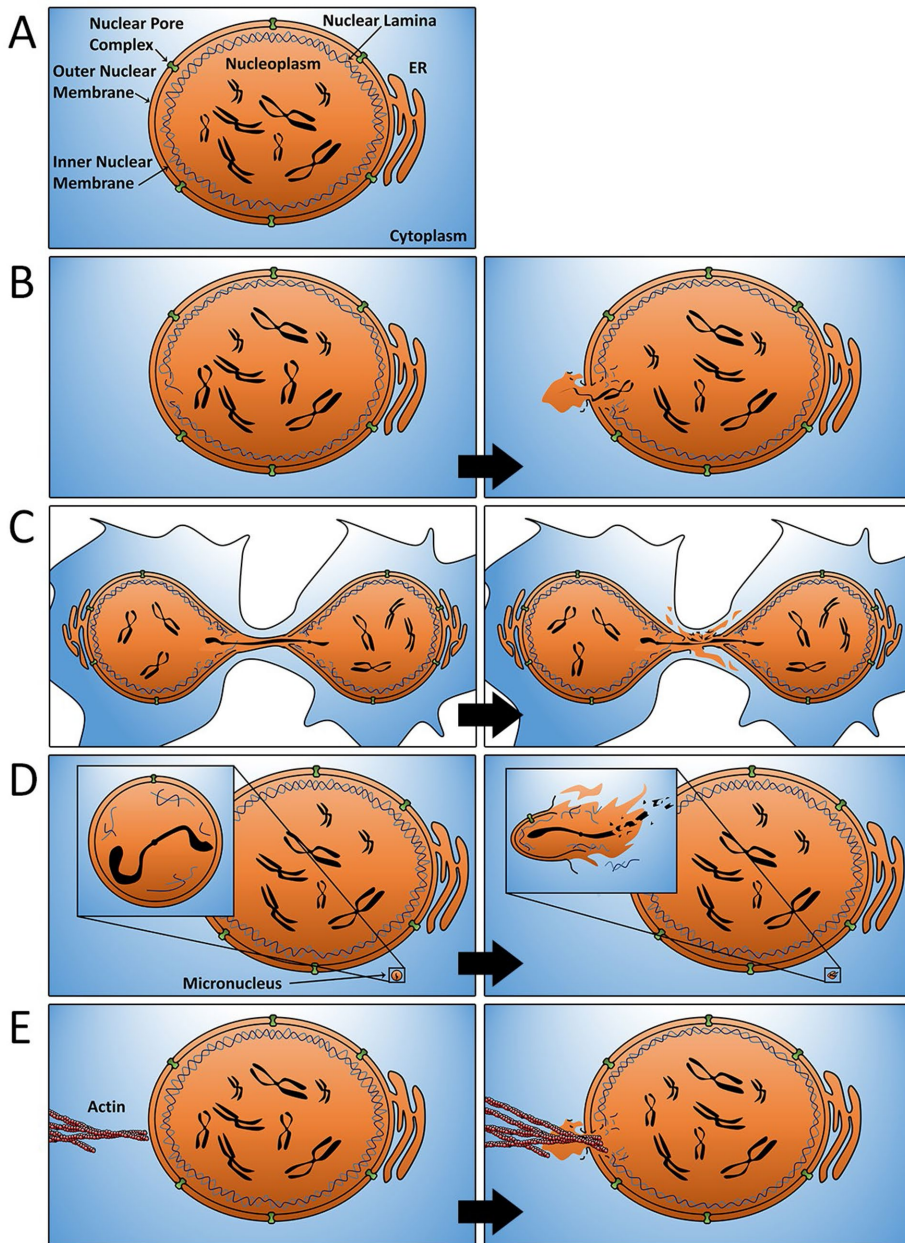 A
Nuclear Pore
Complex
Nuclear Lamina
Outer Nuclear
Membrane
Nucleoplasm
ER
Inner Nuclear
Membrane
Cytoplasm
B
C
D
Micronucleus
E
Actin